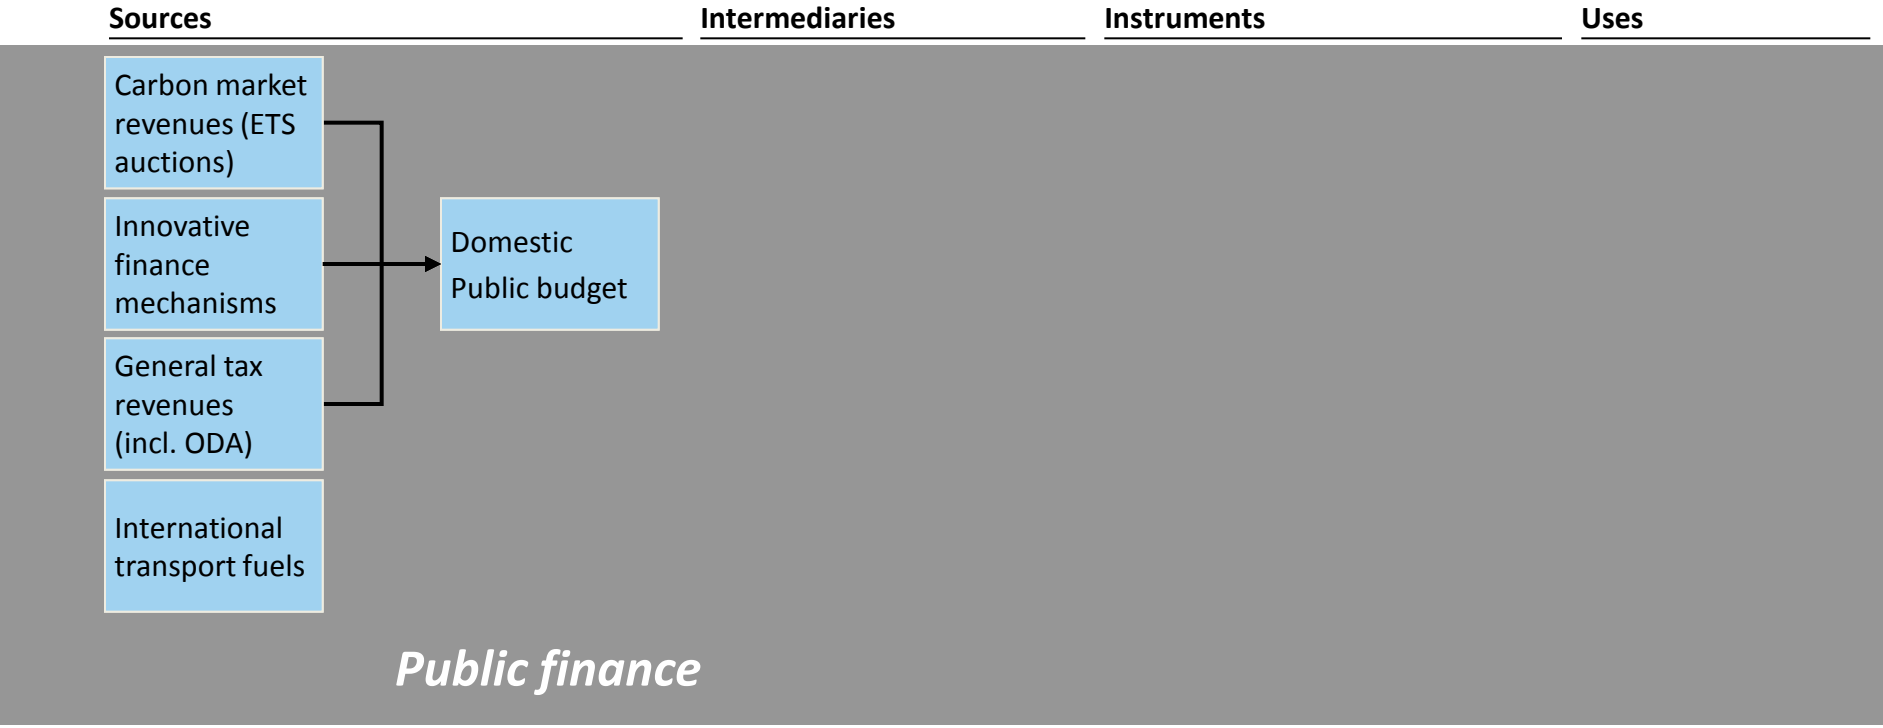 Sources
Intermediaries
Instruments
Uses
Carbon market
revenues (ETS
auctions)
Innovative
finance
mechanisms
Domestic
Public budget
General tax
revenues
(incl. ODA)
International
transport fuels
Public finance